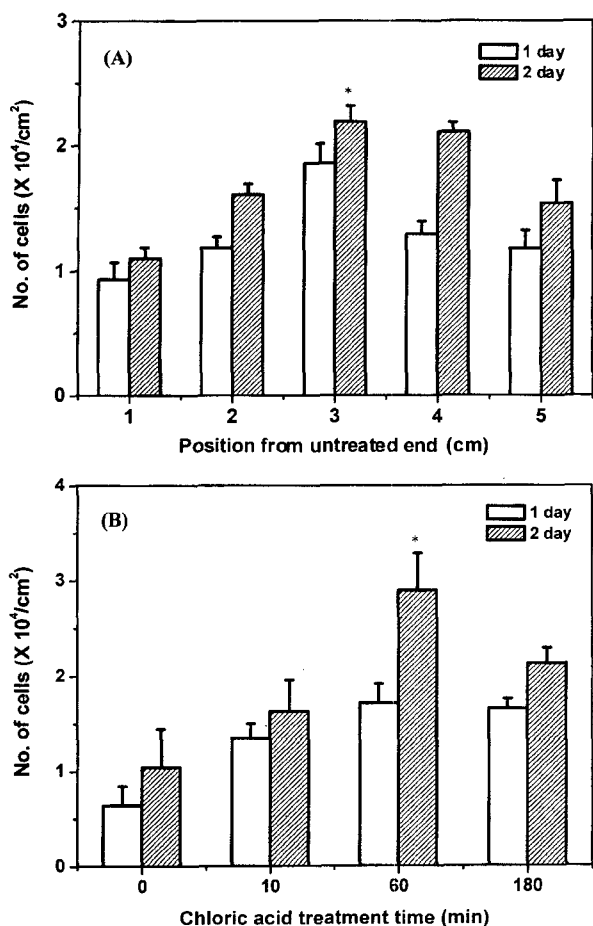 (A)
1 day
2 day
*
3
2
1
0
No. of cells (X 10⁴/cm²)
1 2 3 4 5
Position from untreated end (cm)
(B)
1 day
2 day
*
4
3
2
1
0
No. of cells (X 10⁴/cm²)
0 10 60 180
Chloric acid treatment time (min)